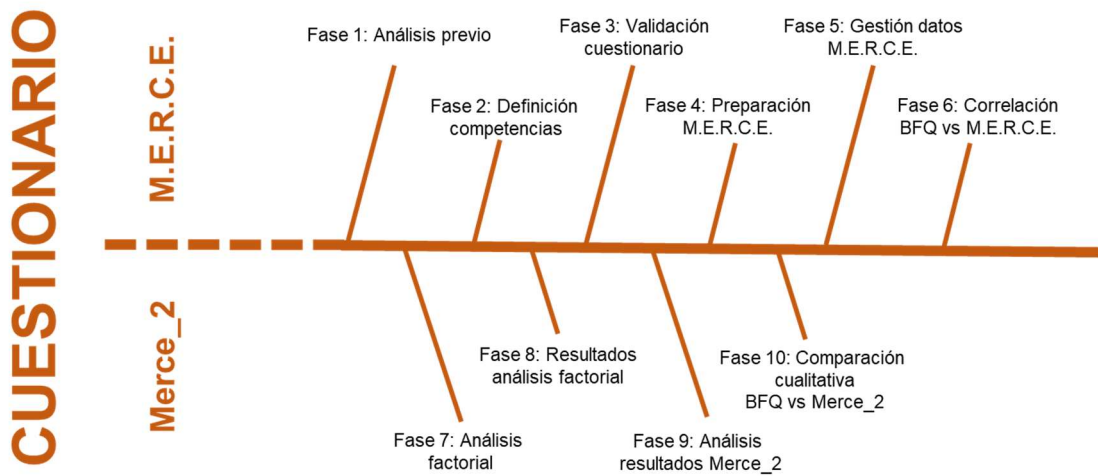 CUESTIONARIO
M.E.R.C.E.
Fase 1: Análisis previo
Fase 2: Definición
competencias
Fase 3: Validación
cuestionario
Fase 4: Preparación
M.E.R.C.E.
Fase 5: Gestión datos
M.E.R.C.E.
Fase 6: Correlación
BFQ vs M.E.R.C.E.
Merce_2
Fase 7: Análisis
factorial
Fase 8: Resultados
análisis factorial
Fase 9: Análisis
resultados Merce_2
Fase 10: Comparación
cualitativa
BFQ vs Merce_2